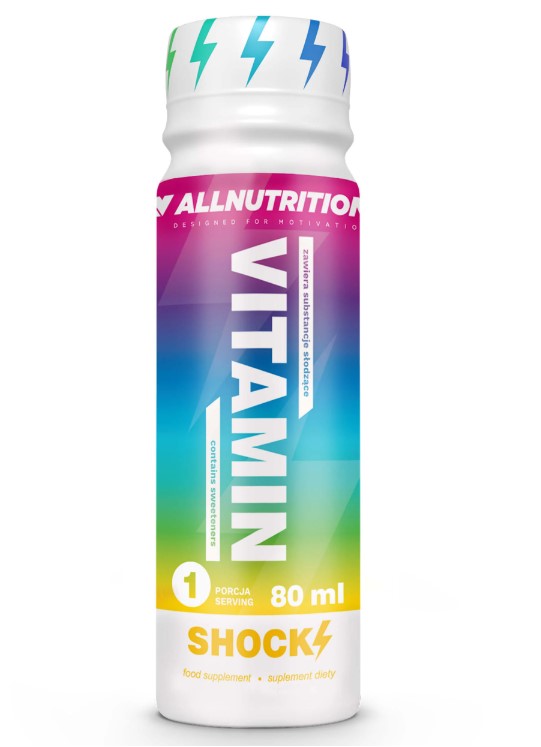 ALLNUTRITION
DESIGNED FOR MOTIVATIO
VITAMIN
zawiera substancje słodzące
contains sweeteners
1 PORCJA
SERVING
80 ml
SHOCK
food supplement • suplement diety